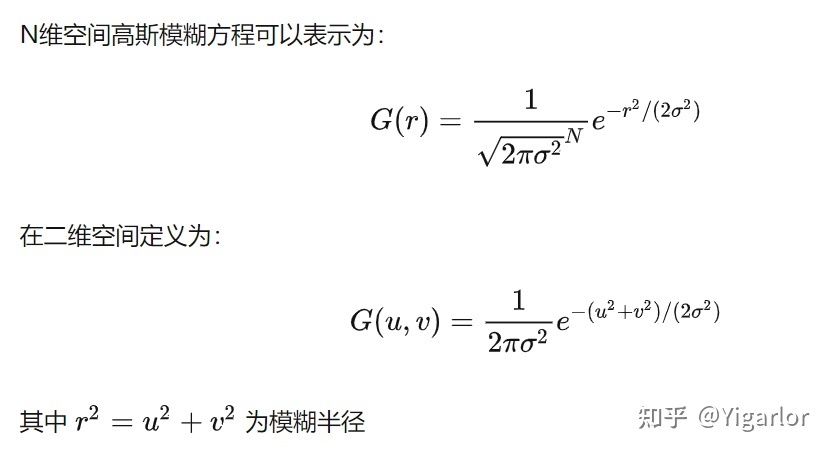 N维空间高斯模糊方程可以表示为：
G(r) = \frac{1}{\sqrt{2\pi\sigma^2}^N} e^{-r^2/(2\sigma^2)}
在二维空间定义为：
G(u, v) = \frac{1}{2\pi\sigma^2} e^{-(u^2+v^2)/(2\sigma^2)}
其中 r^2 = u^2 + v^2 为模糊半径
知乎 @Yigarlor